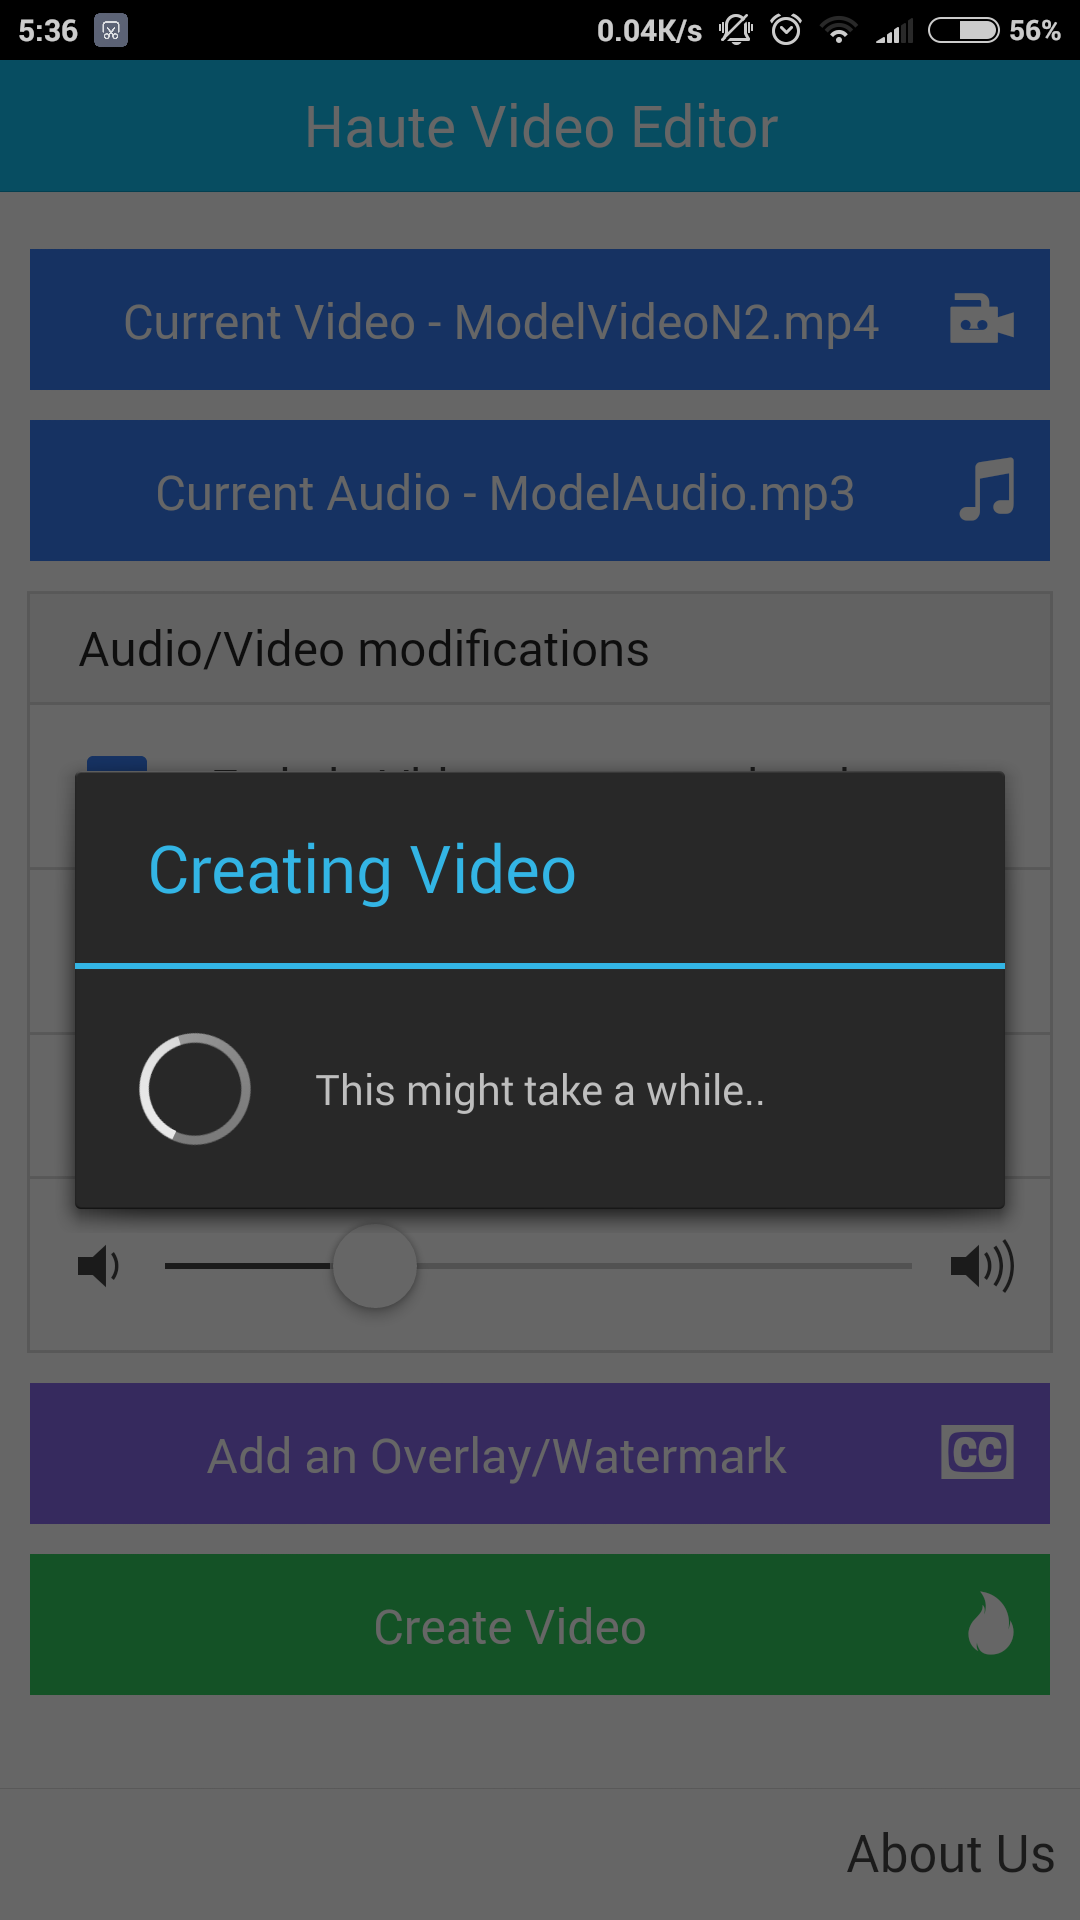 5:36 0.04K/s 56%
Haute Video Editor
Current Video - ModelVideoN2.mp4
Current Audio - ModelAudio.mp3
Audio/Video modifications
Creating Video
This might take a while..
Add an Overlay/Watermark
CC
Create Video
About Us